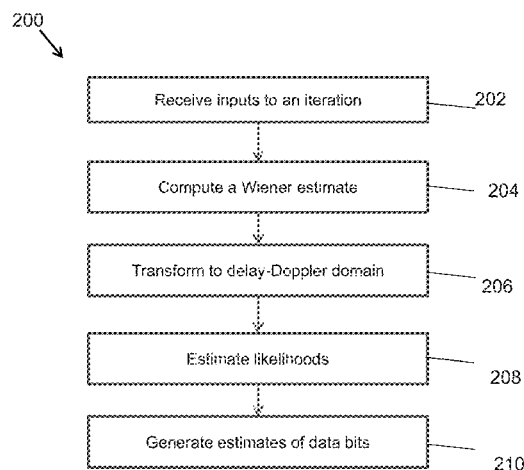 200
Receive inputs to an iteration
202
Compute a Wiener estimate
204
Transform to delay-Doppler domain
206
Estimate likelihoods
208
Generate estimates of data bits
210